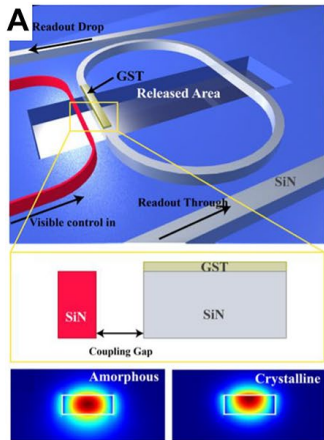 A
Readout Drop
GST
Released Area
SiN
Readout Through
Visible control in
GST
SiN
SiN
Coupling Gap
Amorphous
Crystalline